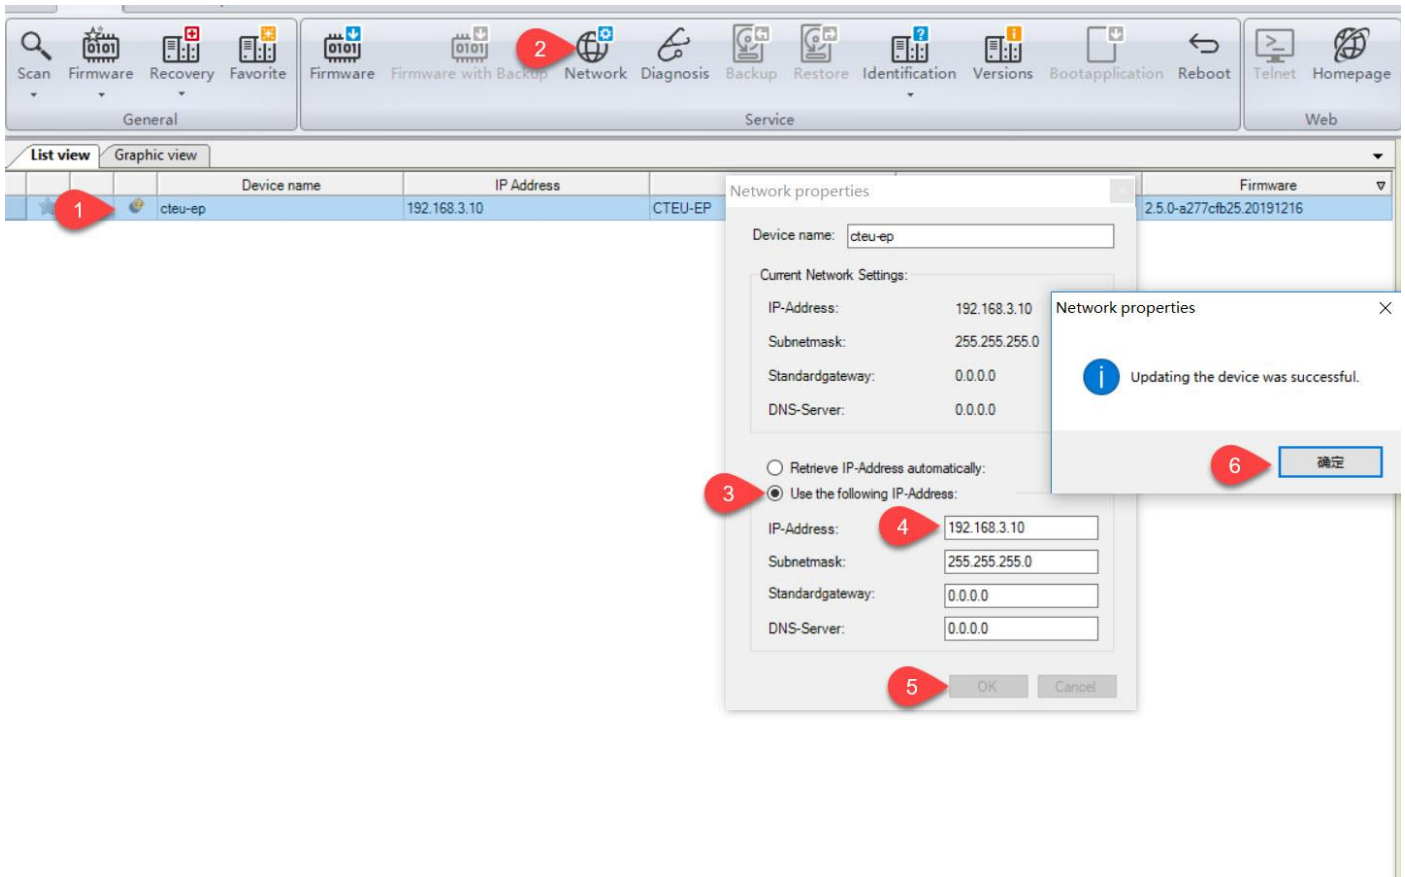 Scan Firmware Recovery Favorite Firmware Firmware with Backup 2 Network Diagnosis Backup Restore Identification Versions Bootapplication Reboot Telnet Homepage
General Service Web
List view Graphic view
Device name IP Address Firmware
1 cteu-ep 192.168.3.10 CTEU-EP 2.5.0-a277cfb25.20191216
Network properties
Device name: cteu-ep
Current Network Settings:
IP-Address: 192.168.3.10
Subnetmask: 255.255.255.0
Standardgateway: 0.0.0.0
DNS-Server: 0.0.0.0
Retrieve IP-Address automatically:
3 Use the following IP-Address:
IP-Address: 4 192.168.3.10
Subnetmask: 255.255.255.0
Standardgateway: 0.0.0.0
DNS-Server: 0.0.0.0
5 OK Cancel
Network properties
Updating the device was successful.
6 确定